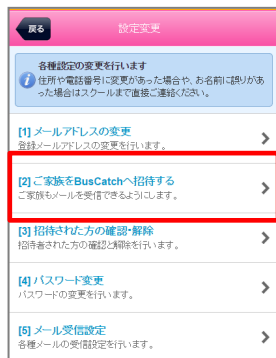 戻る
設定変更
各種設定の変更を行います
住所や電話番号に変更があった場合や、お名前に誤りがあ
った場合はスクールまで直接ご連絡ください。
[1] メールアドレスの変更
登録メールアドレスの変更を行います。
[2] ご家族をBusCatchへ招待する
ご家族もメールを受信できるようにします。
[3] 招待された方の確認・解除
招待者された方の確認と解除を行います。
[4] パスワード変更
パスワードの変更を行います。
[5] メール受信設定
各種メールの受信設定を行います。